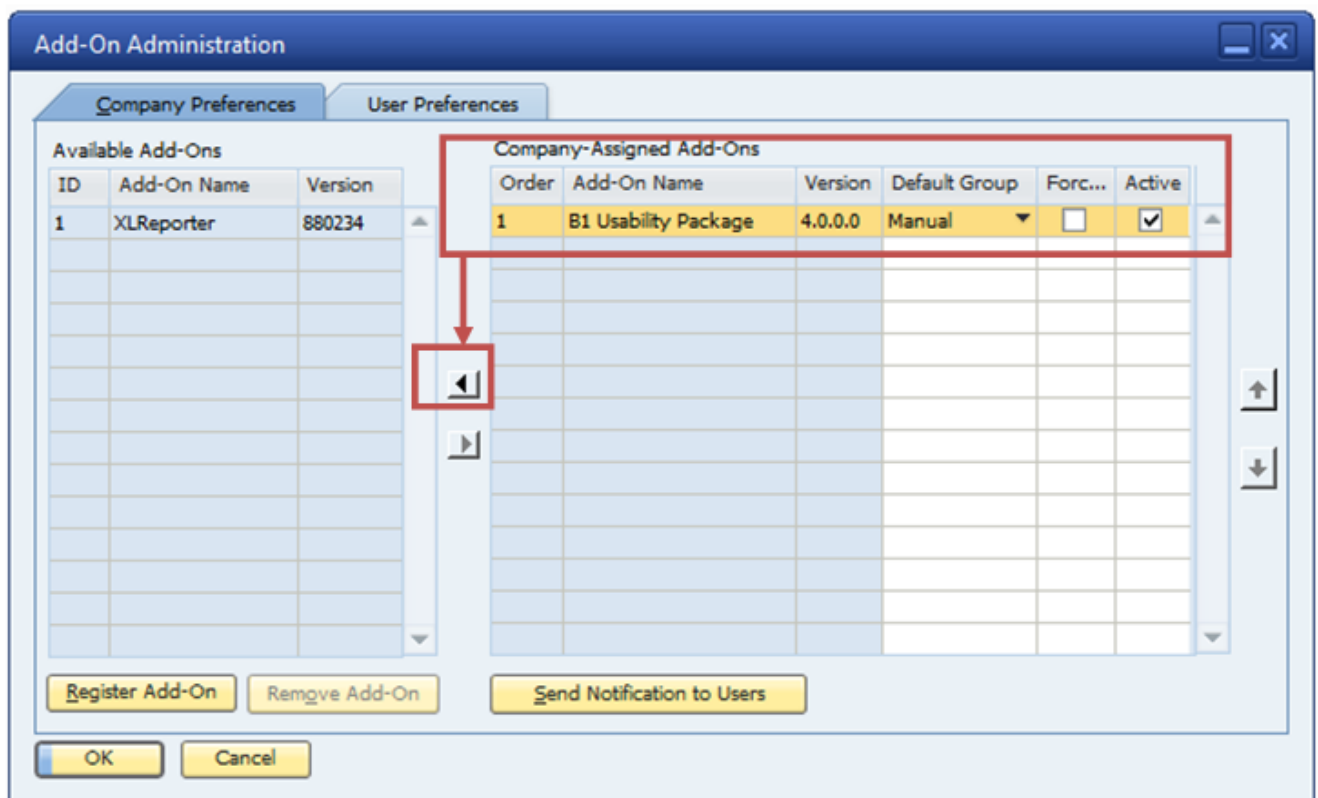 Add-On Administration
Company Preferences User Preferences
Available Add-Ons Company-Assigned Add-Ons
ID Add-On Name Version Order Add-On Name Version Default Group Forc... Active
1 XLReporter 880234 1 B1 Usability Package 4.0.0.0 Manual
Register Add-On Remove Add-On Send Notification to Users
OK Cancel